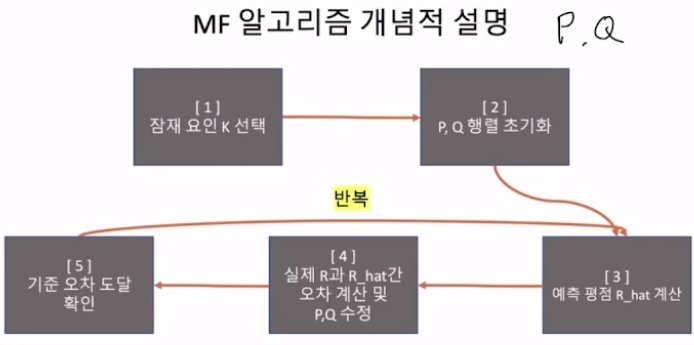 MF 알고리즘 개념적 설명
P, Q
[ 1 ]
잠재 요인 K 선택
[ 2 ]
P, Q 행렬 초기화
반복
[ 5 ]
기준 오차 도달
확인
[ 4 ]
실제 R과 R_hat간
오차 계산 및
P,Q 수정
[ 3 ]
예측 평점 R_hat 계산